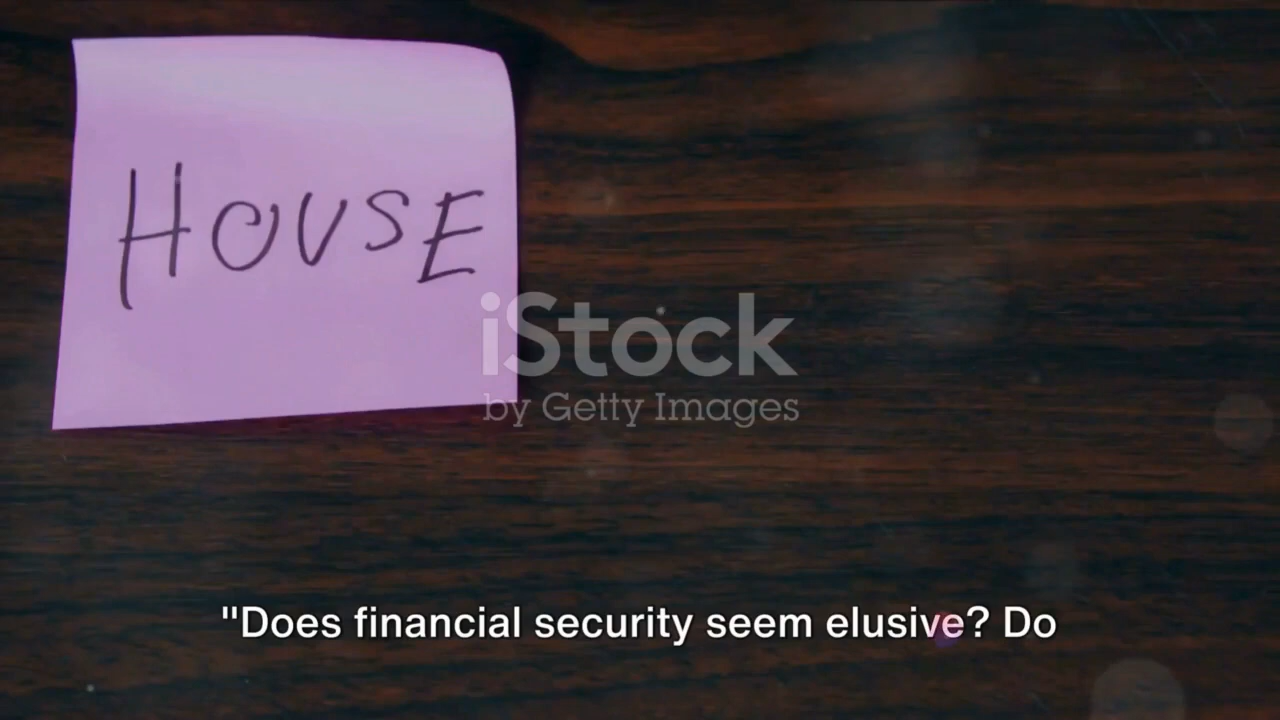 HOUSE
iStock
by Getty Images
"Does financial security seem elusive? Do